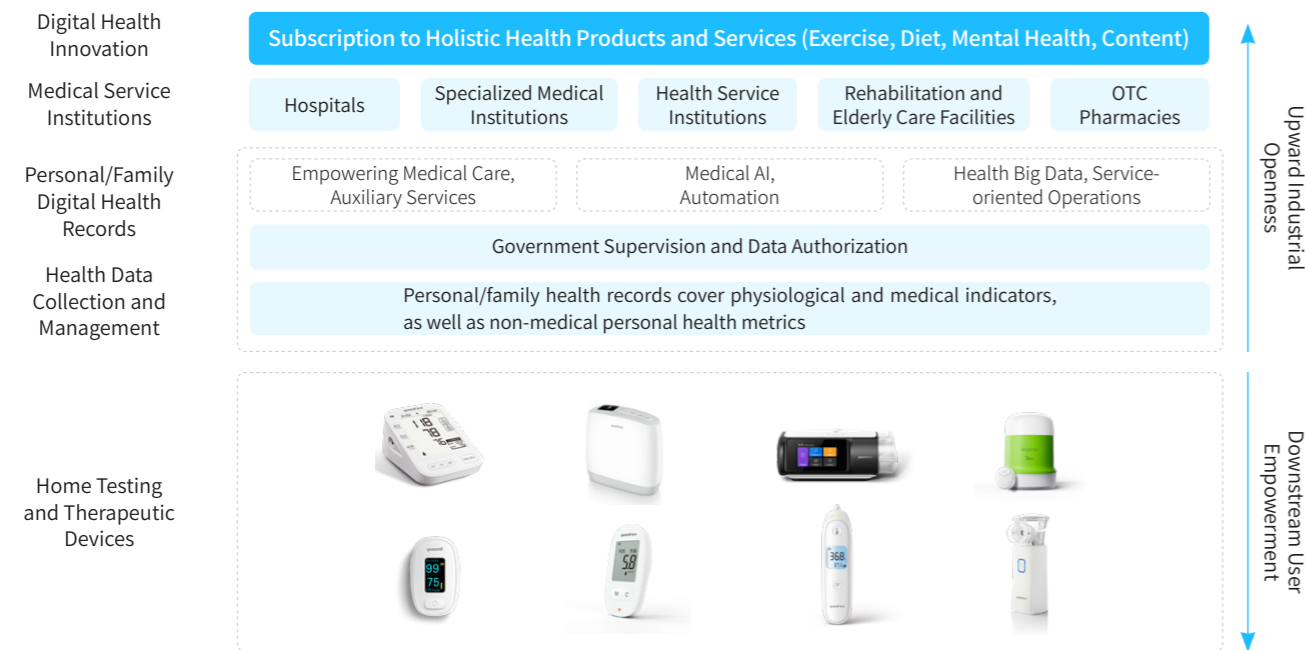 Digital Health
Innovation
Subscription to Holistic Health Products and Services (Exercise, Diet, Mental Health, Content)
Medical Service
Institutions
Hospitals
Specialized Medical
Institutions
Health Service
Institutions
Rehabilitation and
Elderly Care Facilities
OTC
Pharmacies
Personal/Family
Digital Health
Records
Empowering Medical Care,
Auxiliary Services
Medical AI,
Automation
Health Big Data, Service-
oriented Operations
Government Supervision and Data Authorization
Health Data
Collection and
Management
Personal/family health records cover physiological and medical indicators,
as well as non-medical personal health metrics
Upward Industrial
Openness
Home Testing
and Therapeutic
Devices
99
75
5.8
36.8
Downstream User
Empowerment